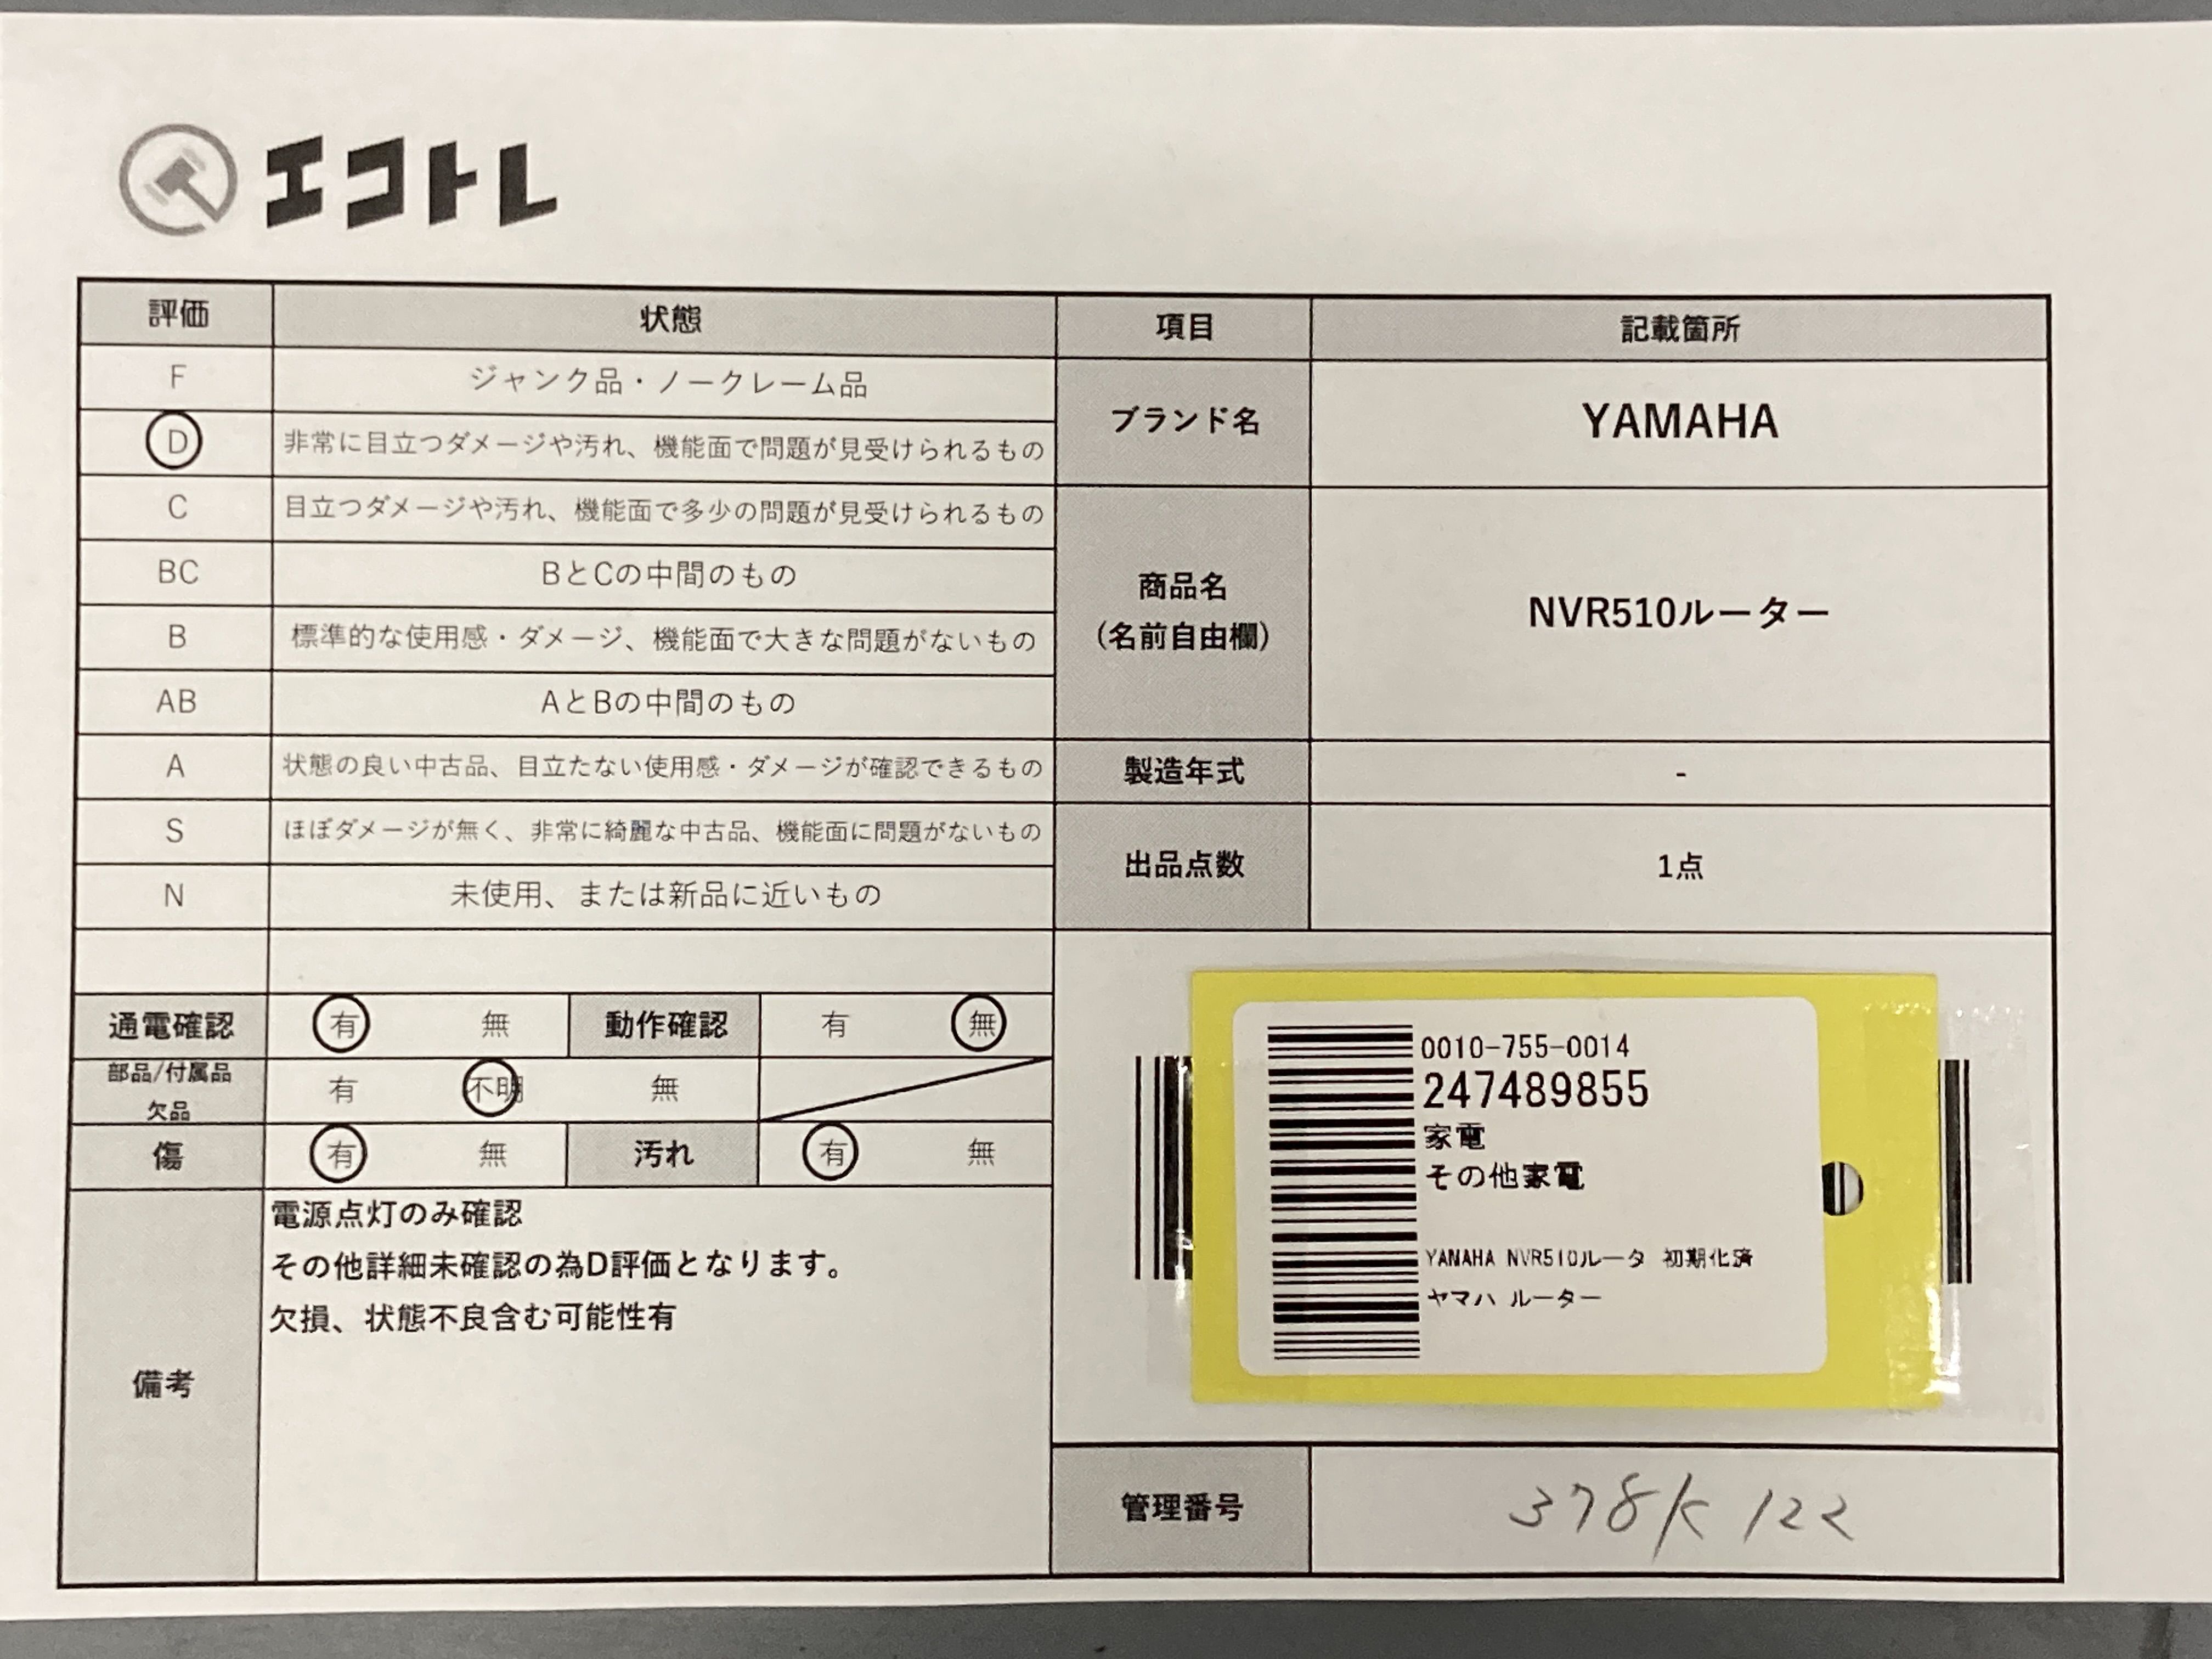 エコトレ
評価 状態 項目 記載箇所
F ジャンク品・ノークレーム品
D 非常に目立つダメージや汚れ、機能面で問題が見受けられるもの
C 目立つダメージや汚れ、機能面で多少の問題が見受けられるもの
BC BとCの中間のもの
B 標準的な使用感・ダメージ、機能面で大きな問題がないもの
AB AとBの中間のもの
A 状態の良い中古品、目立たない使用感・ダメージが確認できるもの
S ほぼダメージが無く、非常に綺麗な中古品、機能面に問題がないもの
N 未使用、または新品に近いもの
ブランド名 YAMAHA
商品名
(名前自由欄)
NVR510ルーター
製造年式 -
出品点数 1点
通電確認 有 無 動作確認 有 無
部品/付属品
欠品
有 不明 無
傷 有 無 汚れ 有 無
備考
電源点灯のみ確認
その他詳細未確認の為D評価となります。
欠損、状態不良含む可能性有
0010-755-0014
247489855
家電
その他家電
YAMAHA NVR510ルータ 初期化済
ヤマハ ルーター
管理番号 378K 122